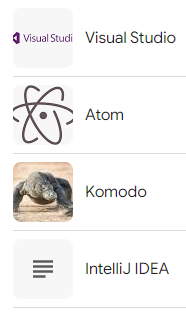 Visual Studi
Visual Studio
Atom
Komodo
IntelliJ IDEA